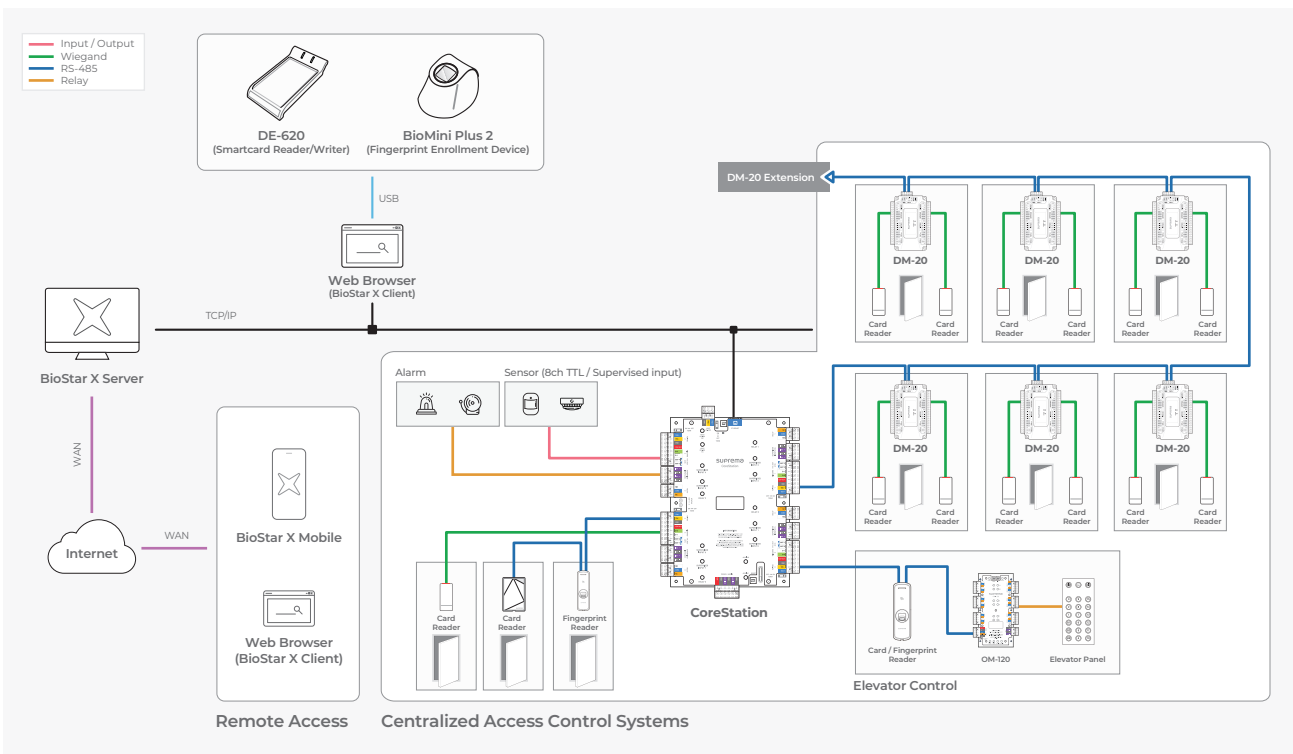 Input / Output
Wiegand
RS-485
Relay
DE-620
(Smartcard Reader/Writer)
BioMini Plus 2
(Fingerprint Enrollment Device)
USB
Web Browser
(BioStar X Client)
TCP/IP
BioStar X Server
WAN
Internet
WAN
BioStar X Mobile
Web Browser
(BioStar X Client)
Remote Access
Centralized Access Control Systems
Alarm
Sensor (8ch TTL / Supervised input)
suprema
CoreStation
Card
Reader
Card
Reader
Fingerprint
Reader
DM-20 Extension
DM-20
Card
Reader
Card
Reader
DM-20
Card
Reader
Card
Reader
DM-20
Card
Reader
Card
Reader
DM-20
Card
Reader
Card
Reader
DM-20
Card
Reader
Card
Reader
DM-20
Card
Reader
Card
Reader
Card / Fingerprint
Reader
OM-120
Elevator Panel
Elevator Control